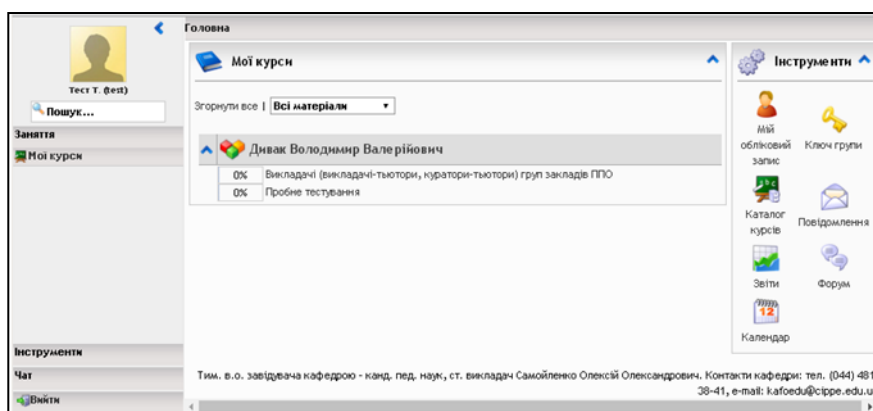 Тест Т. (test)
Пошук...
Заняття
Мої курси
Інструменти
Чат
Вийти
Головна
Мої курси
Згорнути все | Всі матеріали
Дивак Володимир Валерійович
0% Викладачі (викладачі-тьютори, куратори-тьютори) груп закладів ППО
0% Пробне тестування
Інструменти
Мій
обліковий
запис
Ключ групи
Каталог
курсів
Повідомлення
Звіти
Форум
12
Календар
Тим. в.о. завідувача кафедрою - канд. пед. наук, ст. викладач Самойленко Олексій Олександрович. Контакти кафедри: тел. (044) 481
38-41, e-mail: kafoedu@cippe.edu.u